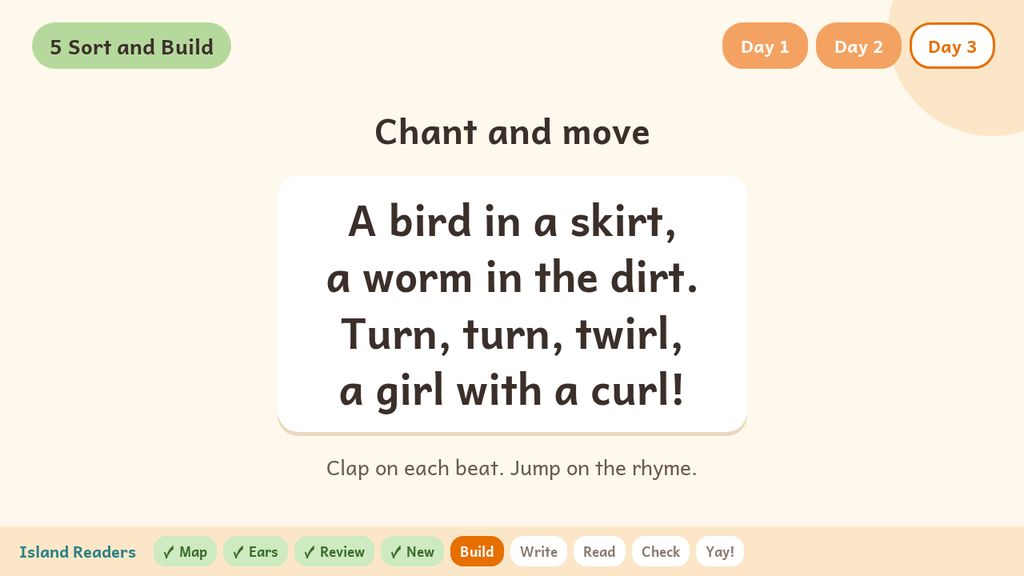 5 Sort and Build
Day 1
Day 2
Day 3
Chant and move
A bird in a skirt,
a worm in the dirt.
Turn, turn, twirl,
a girl with a curl!
Clap on each beat. Jump on the rhyme.
Island Readers
✓ Map
✓ Ears
✓ Review
✓ New
Build
Write
Read
Check
Yay!